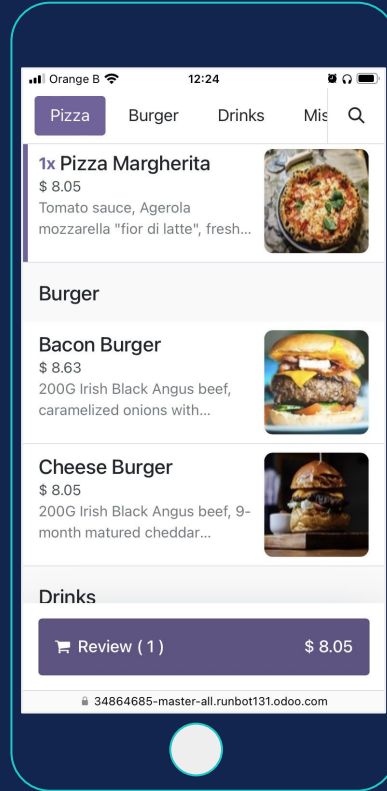 Orange B
12:24
Pizza Burger Drinks Mis
1x Pizza Margherita
$ 8.05
Tomato sauce, Agerola
mozzarella "fior di latte", fresh...
Burger
Bacon Burger
$ 8.63
200G Irish Black Angus beef,
caramelized onions with...
Cheese Burger
$ 8.05
200G Irish Black Angus beef, 9-
month matured cheddar...
Drinks
Review ( 1 ) $ 8.05
34864685-master-all.runbot131.odoo.com